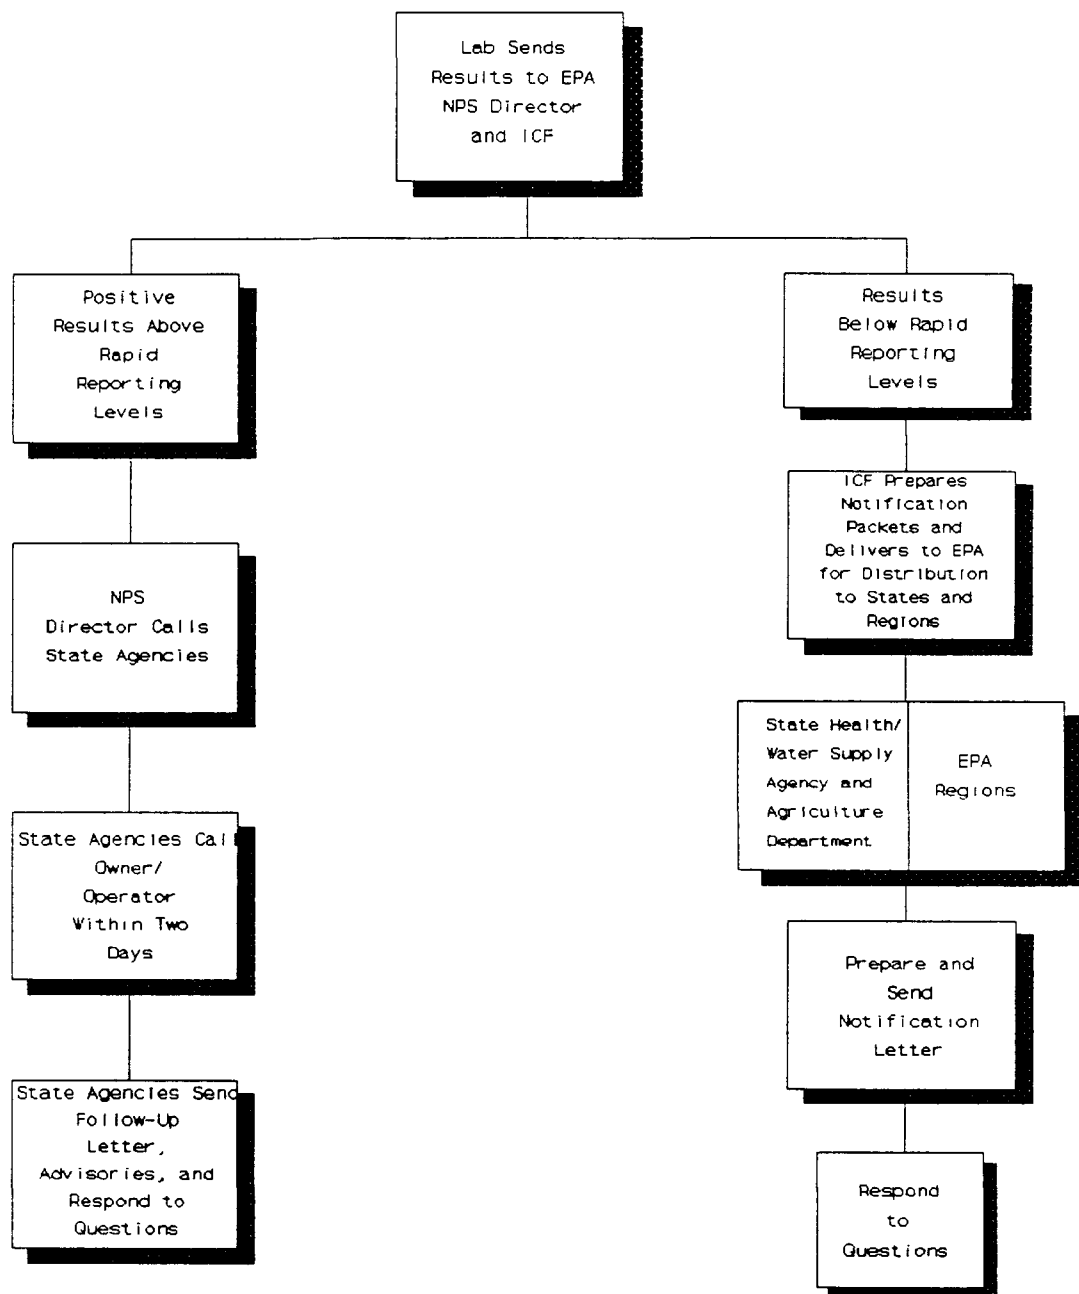 Lab Sends
Results to EPA
NPS Director
and ICF
Positive
Results Above
Rapid
Reporting
Levels
NPS
Director Calls
State Agencies
State Agencies Call
Owner/
Operator
Within Two
Days
State Agencies Send
Follow-Up
Letter,
Advisories, and
Respond to
Questions
Results
Below Rapid
Reporting
Levels
ICF Prepares
Notification
Packets and
Delivers to EPA
for Distribution
to States and
Regions
State Health/
Water Supply
Agency and
Agriculture
Department
EPA
Regions
Prepare and
Send
Notification
Letter
Respond
to
Questions